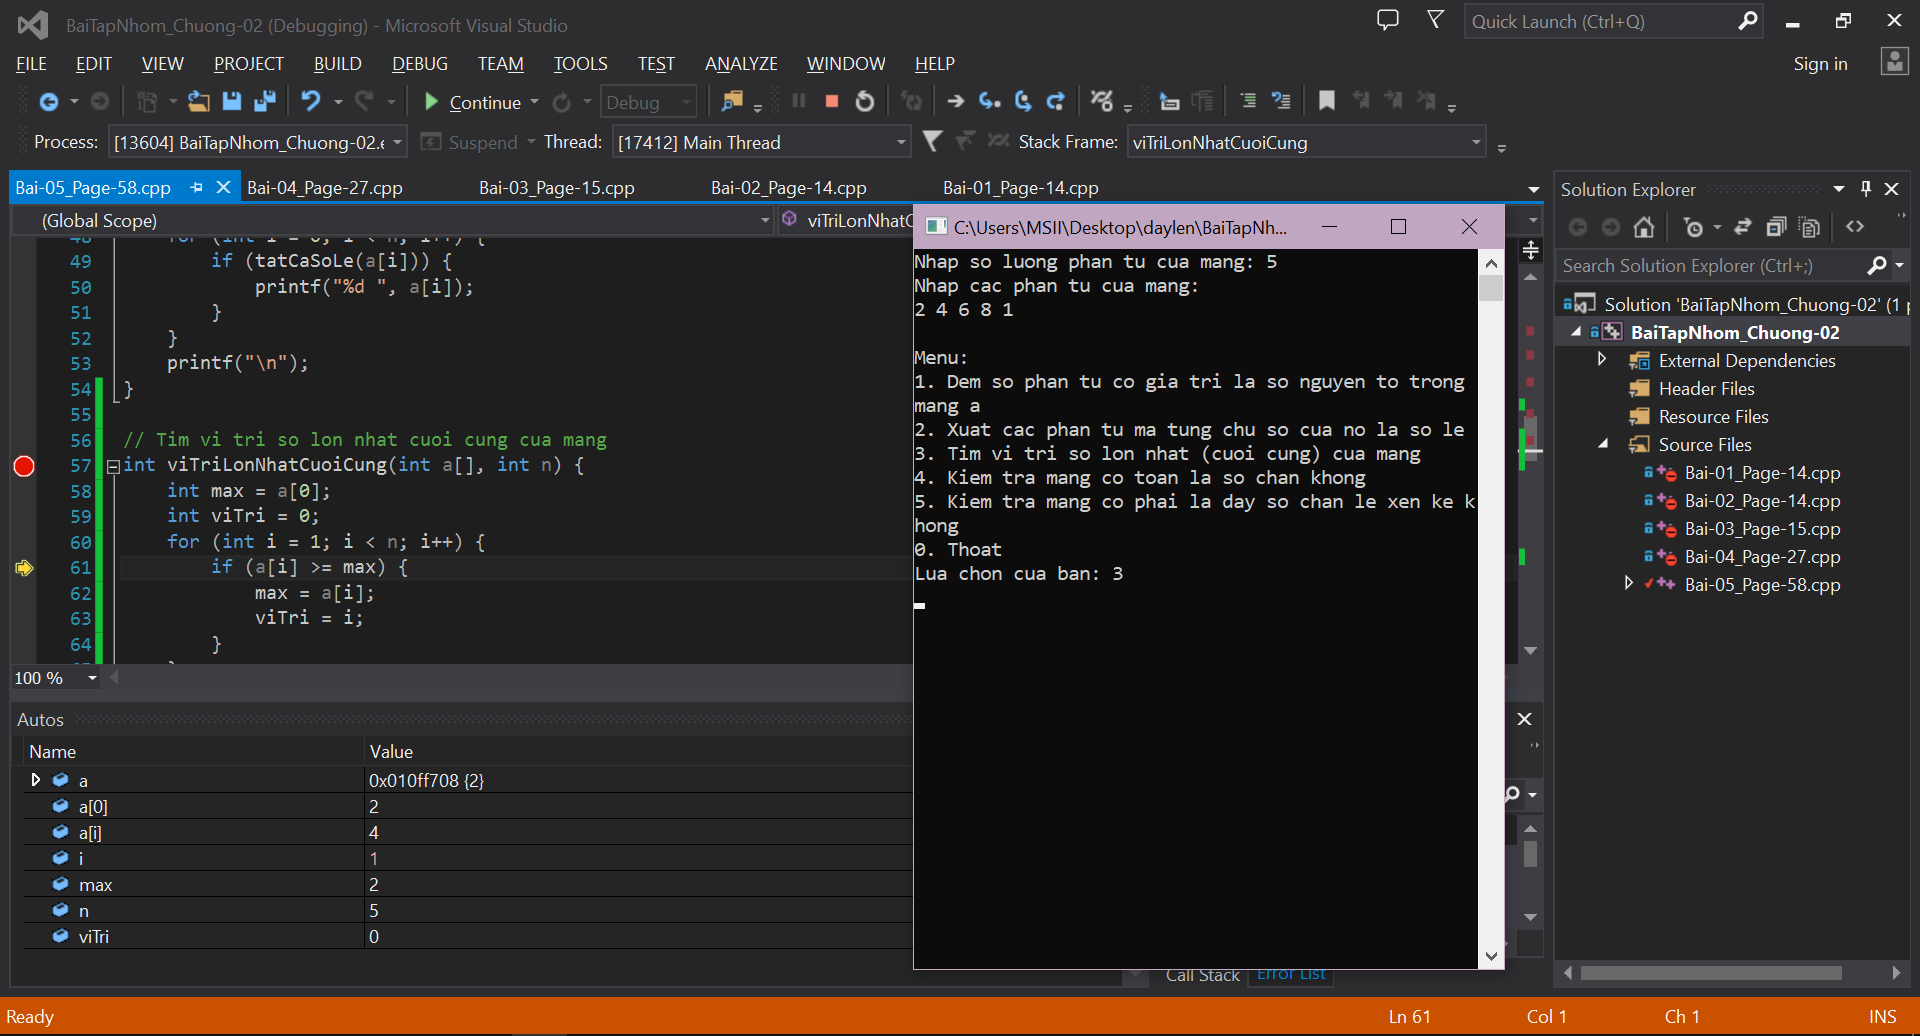 BaiTapNhom_Chuong-02 (Debugging) - Microsoft Visual Studio
Quick Launch (Ctrl+Q)
FILE EDIT VIEW PROJECT BUILD DEBUG TEAM TOOLS TEST ANALYZE WINDOW HELP
Sign in
Continue
Debug
Process: [13604] BaiTapNhom_Chuong-02.e
Suspend
Thread: [17412] Main Thread
Stack Frame: viTriLonNhatCuoiCung
Bai-05_Page-58.cpp
Bai-04_Page-27.cpp
Bai-03_Page-15.cpp
Bai-02_Page-14.cpp
Bai-01_Page-14.cpp
(Global Scope)
viTriLonNhatC
48 for (int i = 0; i < n; i++) {
49 if (tatCaSoLe(a[i])) {
50 printf("%d ", a[i]);
51 }
52 }
53 printf("\n");
54 }
55
56 // Tim vi tri so lon nhat cuoi cung cua mang
57 int viTriLonNhatCuoiCung(int a[], int n) {
58 int max = a[0];
59 int viTri = 0;
60 for (int i = 1; i < n; i++) {
61 if (a[i] >= max) {
62 max = a[i];
63 viTri = i;
64 }
100 %
Autos
Name Value
a 0x010ff708 {2}
a[0] 2
a[i] 4
i 1
max 2
n 5
viTri 0
C:\Users\MSII\Desktop\daylen\BaiTapNh...
Nhap so luong phan tu cua mang: 5
Nhap cac phan tu cua mang:
2 4 6 8 1
Menu:
1. Dem so phan tu co gia tri la so nguyen to trong
mang a
2. Xuat cac phan tu ma tung chu so cua no la so le
3. Tim vi tri so lon nhat (cuoi cung) cua mang
4. Kiem tra mang co toan la so chan khong
5. Kiem tra mang co phai la day so chan le xen ke k
hong
0. Thoat
Lua chon cua ban: 3
Call Stack
Error List
Solution Explorer
Search Solution Explorer (Ctrl+;)
Solution 'BaiTapNhom_Chuong-02' (1 p
BaiTapNhom_Chuong-02
External Dependencies
Header Files
Resource Files
Source Files
Bai-01_Page-14.cpp
Bai-02_Page-14.cpp
Bai-03_Page-15.cpp
Bai-04_Page-27.cpp
Bai-05_Page-58.cpp
Ready
Ln 61 Col 1 Ch 1 INS